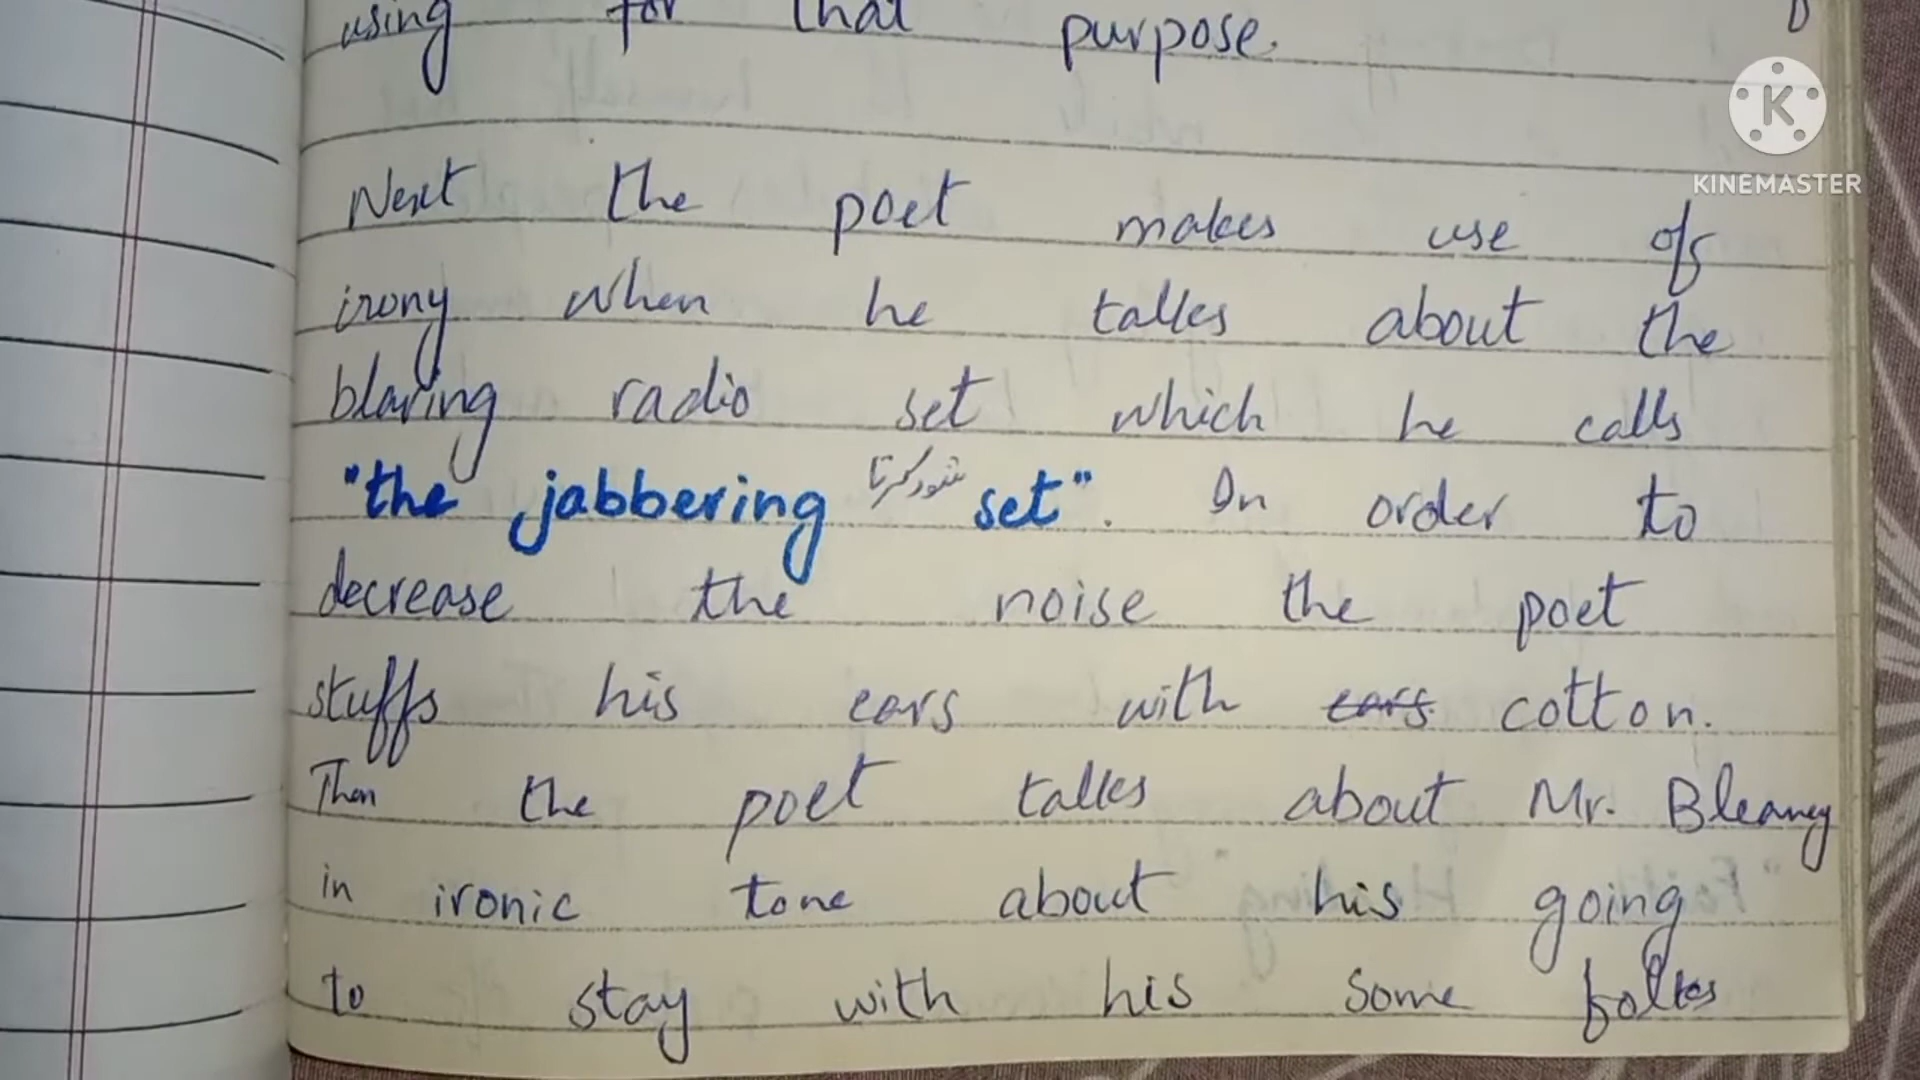 using for that purpose.
KINEMASTER
Next the poet makes use of
irony when he talks about the
blaring radio set which he calls
"the jabbering شور کرتا set". In order to
decrease the noise the poet
stuffs his ears with ears cotton.
Then the poet talks about Mr. Bleaney
in ironic tone about his going
to stay with his some folks